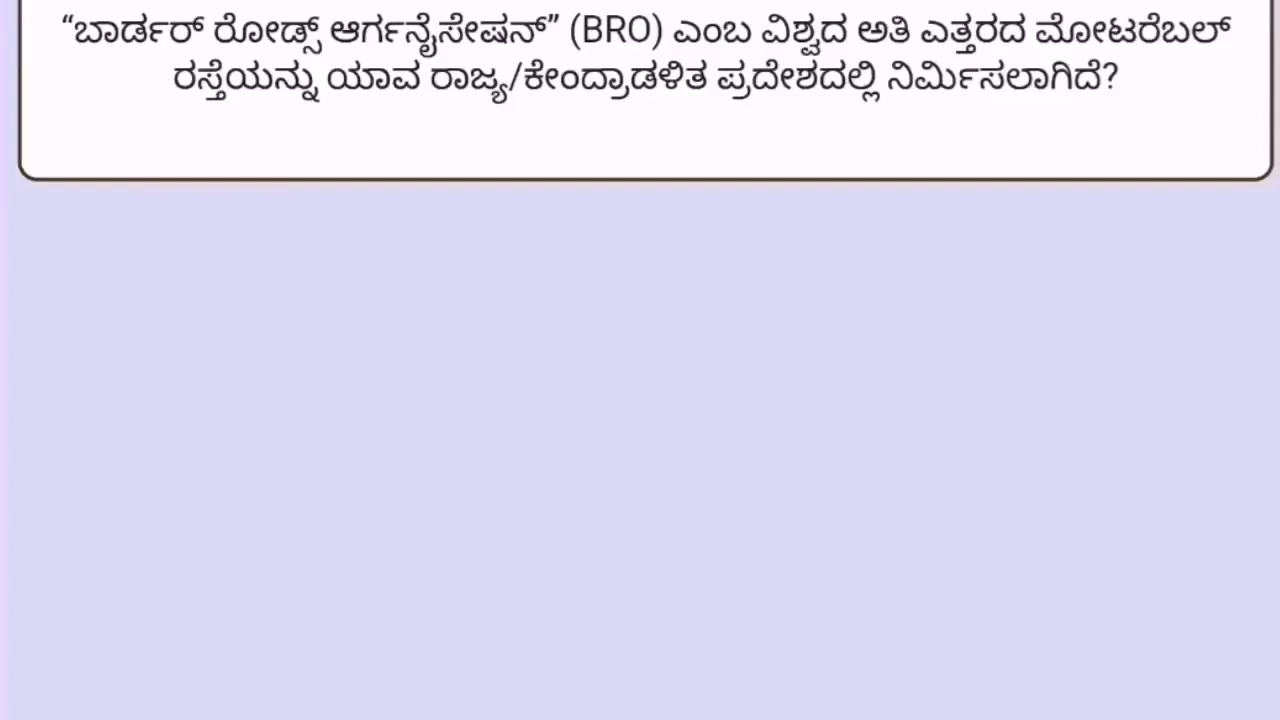 “ಬಾರ್ಡರ್ ರೋಡ್ಸ್ ಆರ್ಗನೈಸೇಷನ್” (BRO) ಎಂಬ ವಿಶ್ವದ ಅತಿ ಎತ್ತರದ ಮೋಟರೆಬಲ್
ರಸ್ತೆಯನ್ನು ಯಾವ ರಾಜ್ಯ/ಕೇಂದ್ರಾಡಳಿತ ಪ್ರದೇಶದಲ್ಲಿ ನಿರ್ಮಿಸಲಾಗಿದೆ?